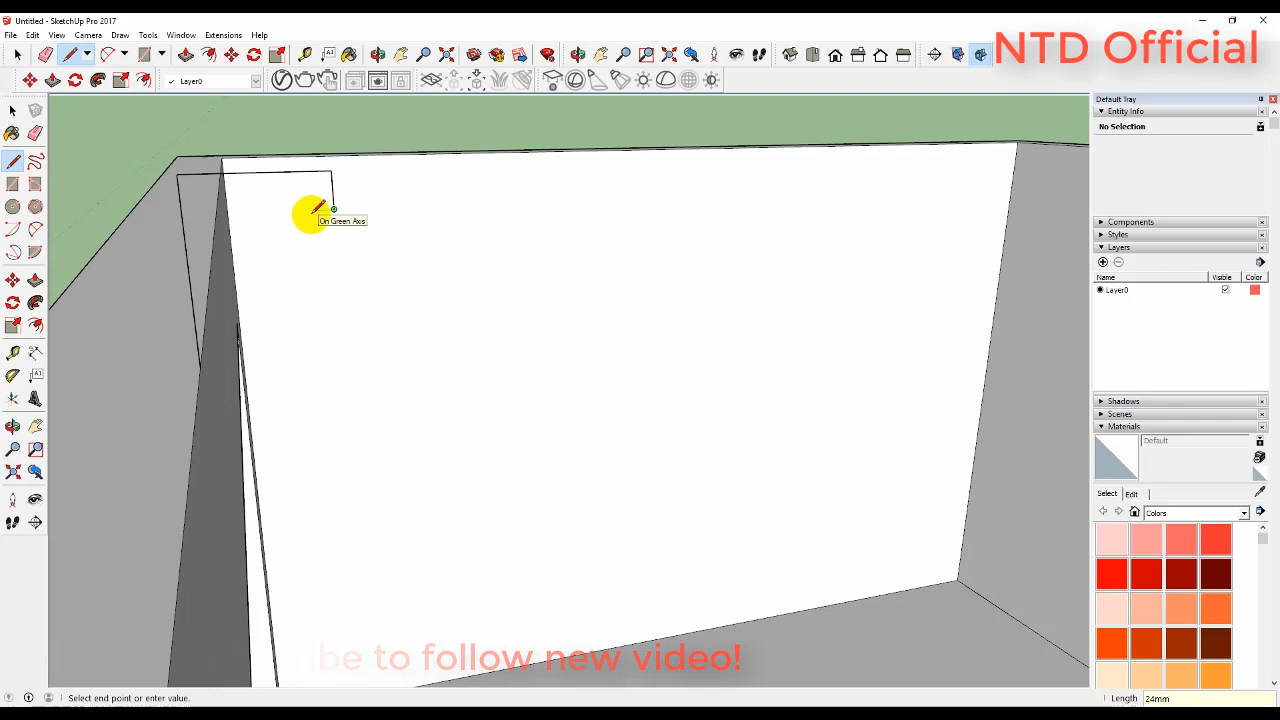 Untitled - SketchUp Pro 2017
File Edit View Camera Draw Tools Window Extensions Help
NTD Official
Layer0
Default Tray
Entity Info
No Selection
On Green Axis
Components
Styles
Layers
Name Visible Color
Layer0
Shadows
Scenes
Materials
Default
Select Edit
Colors
be to follow new video!
Select end point or enter value.
Length 24mm